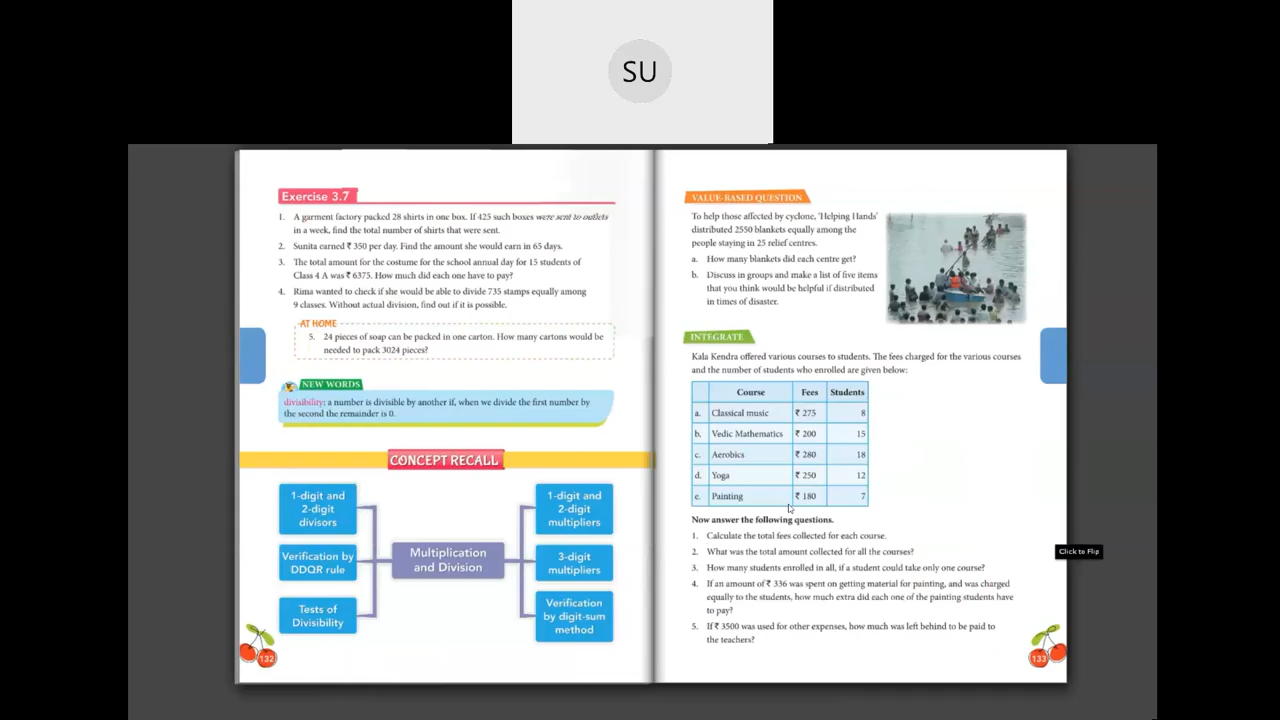 SU
Exercise 3.7
1. A garment factory packed 28 shirts in one box. If 425 such boxes were sent to outlets
in a week, find the total number of shirts that were sent.
2. Sunita earned ₹ 350 per day. Find the amount she would earn in 65 days.
3. The total amount for the costume for the school annual day for 15 students of
Class 4 A was ₹ 6375. How much did each one have to pay?
4. Rima wanted to check if she would be able to divide 735 stamps equally among
9 classes. Without actual division, find out if it is possible.
AT HOME
5. 24 pieces of soap can be packed in one carton. How many cartons would be
needed to pack 3024 pieces?
NEW WORDS
divisibility: a number is divisible by another if, when we divide the first number by
the second the remainder is 0.
CONCEPT RECALL
1-digit and
2-digit
divisors
Verification by
DDQR rule
Tests of
Divisibility
Multiplication
and Division
1-digit and
2-digit
multipliers
3-digit
multipliers
Verification
by digit-sum
method
132
VALUE-BASED QUESTION
To help those affected by cyclone, 'Helping Hands'
distributed 2550 blankets equally among the
people staying in 25 relief centres.
a. How many blankets did each centre get?
b. Discuss in groups and make a list of five items
that you think would be helpful if distributed
in times of disaster.
INTEGRATE
Kala Kendra offered various courses to students. The fees charged for the various courses
and the number of students who enrolled are given below:
Course Fees Students
a. Classical music ₹ 275 8
b. Vedic Mathematics ₹ 200 15
c. Aerobics ₹ 280 18
d. Yoga ₹ 250 12
e. Painting ₹ 180 7
Now answer the following questions.
1. Calculate the total fees collected for each course.
2. What was the total amount collected for all the courses?
3. How many students enrolled in all, if a student could take only one course?
4. If an amount of ₹ 336 was spent on getting material for painting, and was charged
equally to the students, how much extra did each one of the painting students have
to pay?
5. If ₹ 3500 was used for other expenses, how much was left behind to be paid to
the teachers?
133
Click to Flip